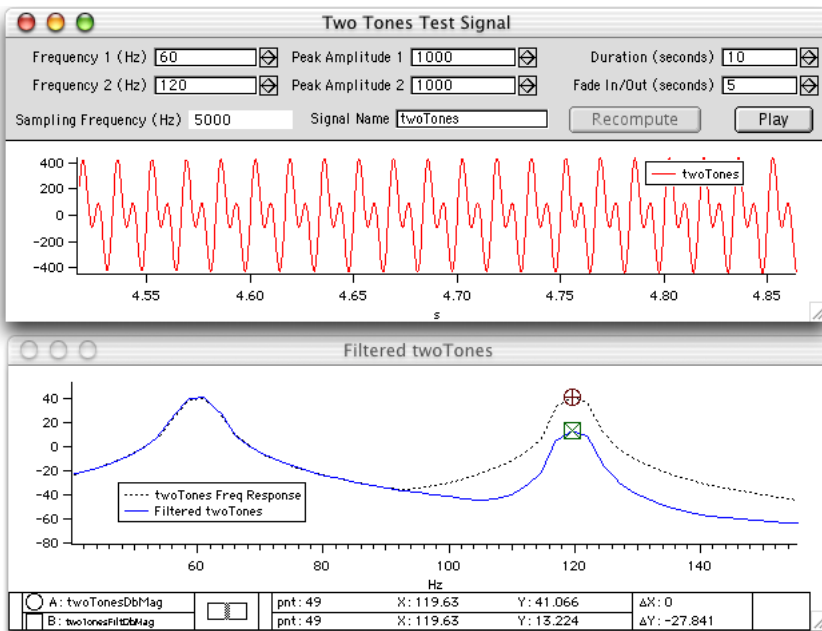 Two Tones Test Signal
Frequency 1 (Hz) 60 Peak Amplitude 1 1000 Duration (seconds) 10
Frequency 2 (Hz) 120 Peak Amplitude 2 1000 Fade In/Out (seconds) 5
Sampling Frequency (Hz) 5000 Signal Name twoTones Recompute Play
400
200
0
-200
-400
twoTones
4.55 4.60 4.65 4.70 4.75 4.80 4.85
s
Filtered twoTones
40
20
0
-20
-40
-60
-80
twoTones Freq Response
Filtered twoTones
60 80 100 120 140
Hz
A: twoTonesDbMag pnt: 49 X: 119.63 Y: 41.066 ΔX: 0
B: twoTonesFiltDbMag pnt: 49 X: 119.63 Y: 13.224 ΔY: -27.841